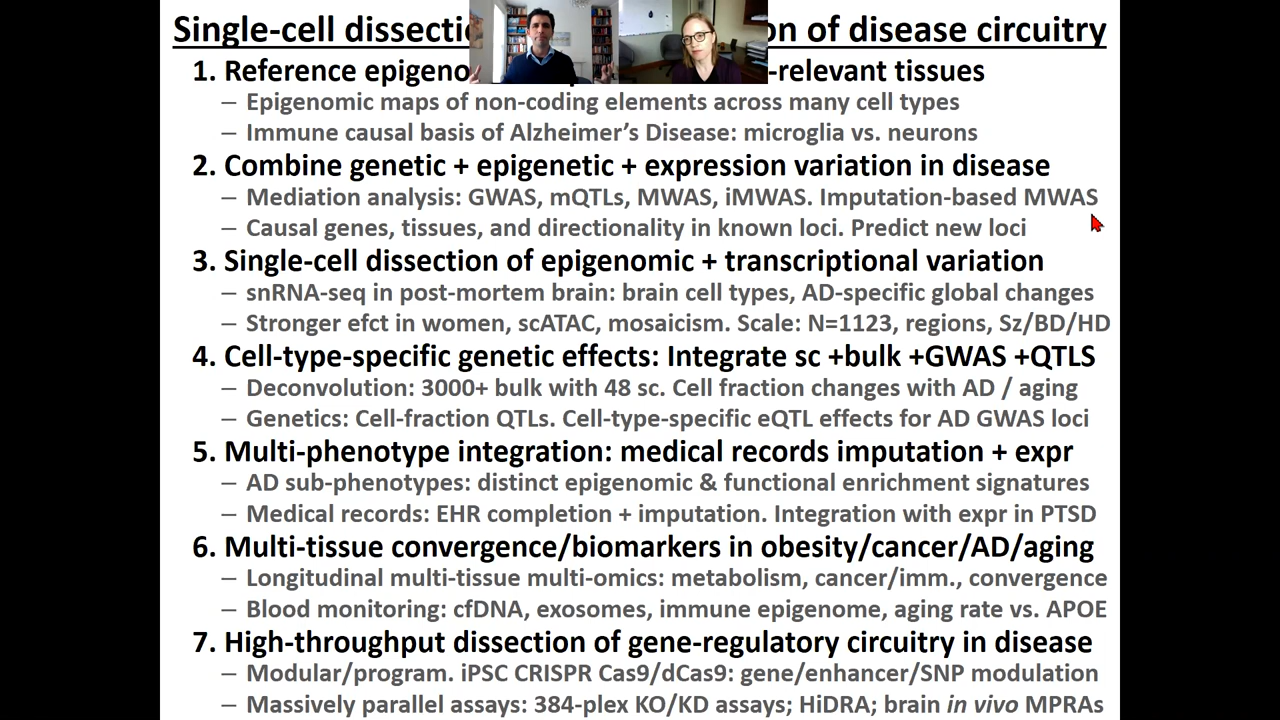 Single-cell dissectio on of disease circuitry
1. Reference epigeno -relevant tissues
– Epigenomic maps of non-coding elements across many cell types
– Immune causal basis of Alzheimer's Disease: microglia vs. neurons
2. Combine genetic + epigenetic + expression variation in disease
– Mediation analysis: GWAS, mQTLs, MWAS, iMWAS. Imputation-based MWAS
– Causal genes, tissues, and directionality in known loci. Predict new loci
3. Single-cell dissection of epigenomic + transcriptional variation
– snRNA-seq in post-mortem brain: brain cell types, AD-specific global changes
– Stronger efct in women, scATAC, mosaicism. Scale: N=1123, regions, Sz/BD/HD
4. Cell-type-specific genetic effects: Integrate sc +bulk +GWAS +QTLS
– Deconvolution: 3000+ bulk with 48 sc. Cell fraction changes with AD / aging
– Genetics: Cell-fraction QTLs. Cell-type-specific eQTL effects for AD GWAS loci
5. Multi-phenotype integration: medical records imputation + expr
– AD sub-phenotypes: distinct epigenomic & functional enrichment signatures
– Medical records: EHR completion + imputation. Integration with expr in PTSD
6. Multi-tissue convergence/biomarkers in obesity/cancer/AD/aging
– Longitudinal multi-tissue multi-omics: metabolism, cancer/imm., convergence
– Blood monitoring: cfDNA, exosomes, immune epigenome, aging rate vs. APOE
7. High-throughput dissection of gene-regulatory circuitry in disease
– Modular/program. iPSC CRISPR Cas9/dCas9: gene/enhancer/SNP modulation
– Massively parallel assays: 384-plex KO/KD assays; HiDRA; brain in vivo MPRAs